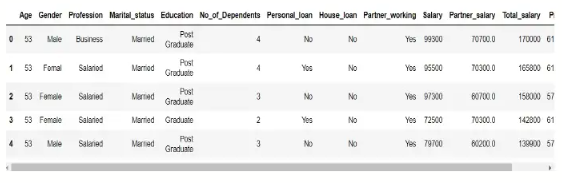 Age Gender Profession Marital_status Education No_of_Dependents Personal_loan House_loan Partner_working Salary Partner_salary Total_salary
0 53 Male Business Married Post Graduate 4 No No Yes 99300 70700.0 170000 61
1 53 Femal Salaried Married Post Graduate 4 Yes No Yes 95500 70300.0 165800 61
2 53 Female Salaried Married Post Graduate 3 No No Yes 97300 60700.0 158000 57
3 53 Female Salaried Married Graduate 2 Yes No Yes 72500 70300.0 142800 61
4 53 Male Salaried Married Post Graduate 3 No No Yes 79700 60200.0 139900 57